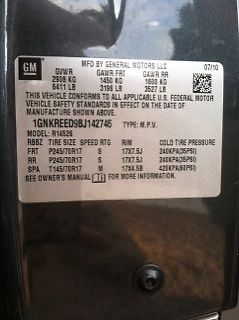 GM
MFD BY GENERAL MOTORS LLC 07/10
GVWR GAWR FRT GAWR RR
2908 KG 1450 KG 1600 KG
6411 LB 3196 LB 3527 LB
THIS VEHICLE CONFORMS TO ALL APPLICABLE U.S. FEDERAL
MOTOR VEHICLE SAFETY STANDARDS IN EFFECT ON THE DATE OF
MANUFACTURE SHOWN ABOVE.
1GNKREED9BJ142746 TYPE: M.P.V.
MODEL: R14526
RSBZ TIRE SIZE SPEED RTG RIM COLD TIRE PRESSURE
FRT P245/70R17 S 17X7.5J 240KPA(35PSI)
RR P245/70R17 S 17X7.5J 240KPA(35PSI)
SPA T145/70R17 M 17X4.5B 420KPA(60PSI)
SEE OWNER'S MANUAL FOR MORE INFORMATION.